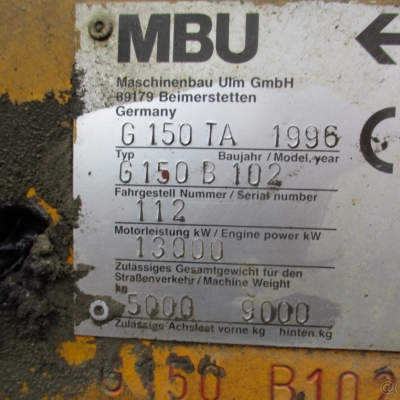 MBU
Maschinenbau Ulm GmbH
89179 Beimerstetten
Germany
G 150 TA 1996
Typ Baujahr / Model, year
G 150 B 102
Fahrgestell Nummer / Serial number
112
Motorleistung kW / Engine power kW
13000
Zulässiges Gesamtgewicht für den
Straßenverkehr / Machine Weight
kg
5000 9000
Zulässige Achslast vorne kg hinten.kg
G 150 B102